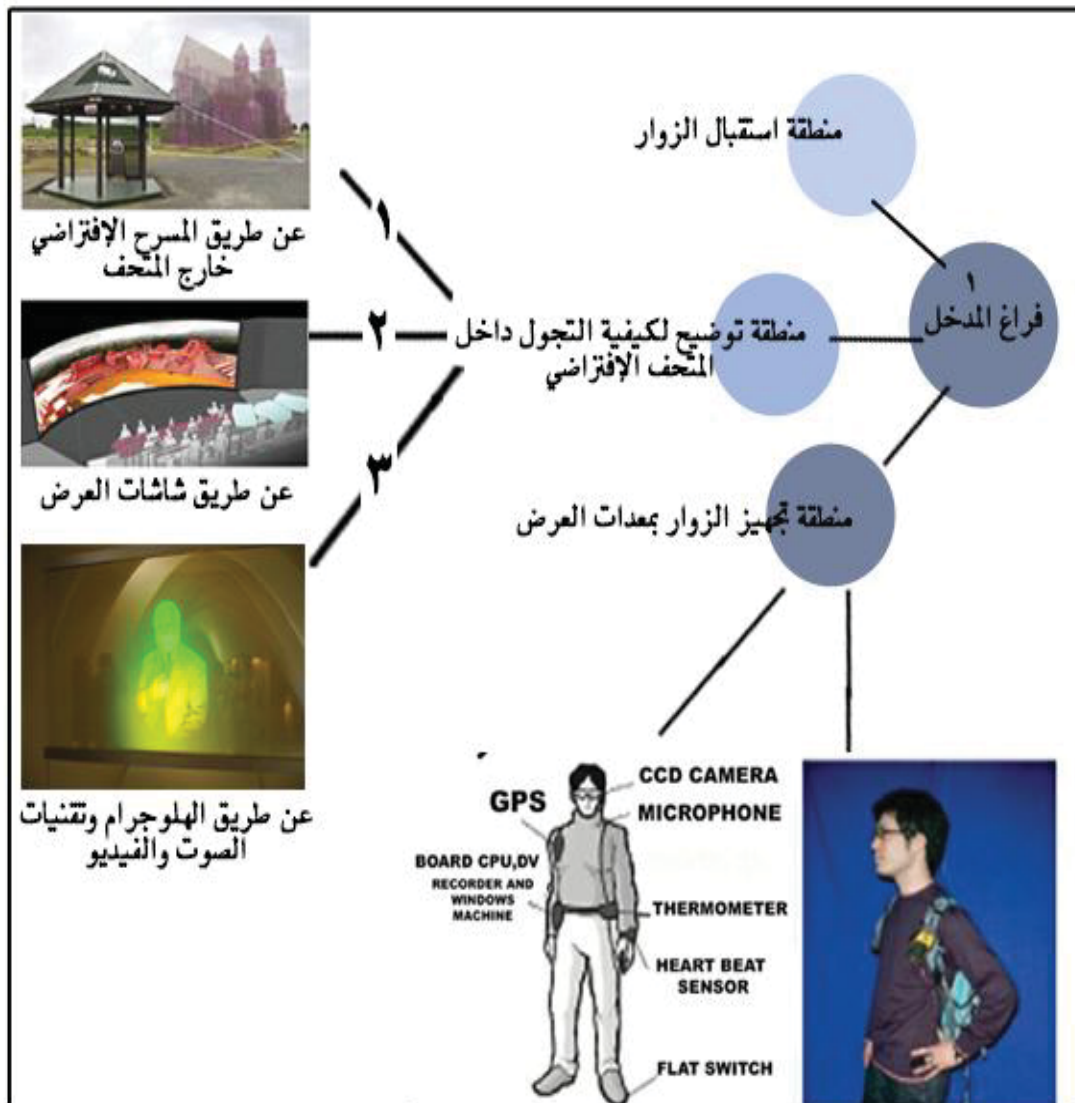 منطقة استقبال الزوار
١
فراغ المدخل
منطقة توضيح لكيفية التجول داخل
المتحف الإفتراضي
منطقة تجهيز الزوار بمعدات العرض
١
عن طريق المسرح الإفتراضي
خارج المتحف
٢
عن طريق شاشات العرض
٣
عن طريق الهلوجرام وتقنيات
الصوت والفيديو
CCD CAMERA
GPS
MICROPHONE
BOARD CPU,DV
RECORDER AND
WINDOWS
MACHINE
THERMOMETER
HEART BEAT
SENSOR
FLAT SWITCH